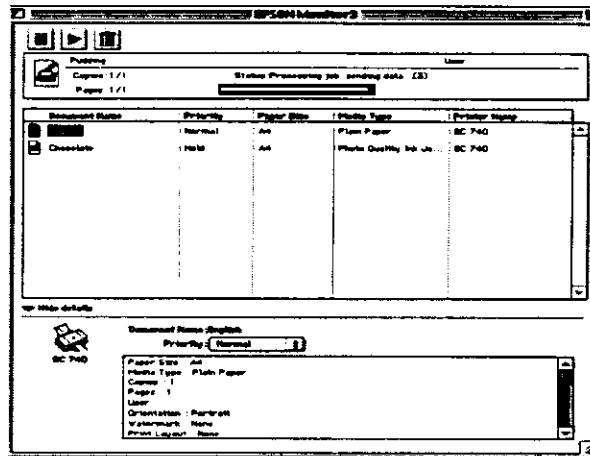 EPSON Monitor3
Pudding User
Copies: 1/1 Status: Processing job sending data
Pages: 1/1
Document Name Priority Paper Size Media Type Printer Name
Normal A4 Plain Paper SC 740
Chocolate Hold A4 Photo Quality Ink Je... SC 740
Hide details
Document Name :English
Priority: Normal
SC 740
Paper Size : A4
Media Type : Plain Paper
Copies : 1
Pages : 1
User
Orientation : Portrait
Watermark : None
Print Layout : None